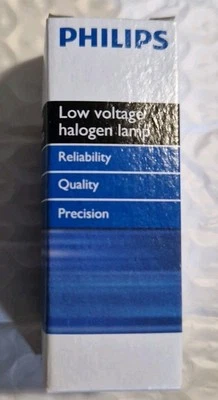 PHILIPS
Low voltage
halogen lamp
Reliability
Quality
Precision